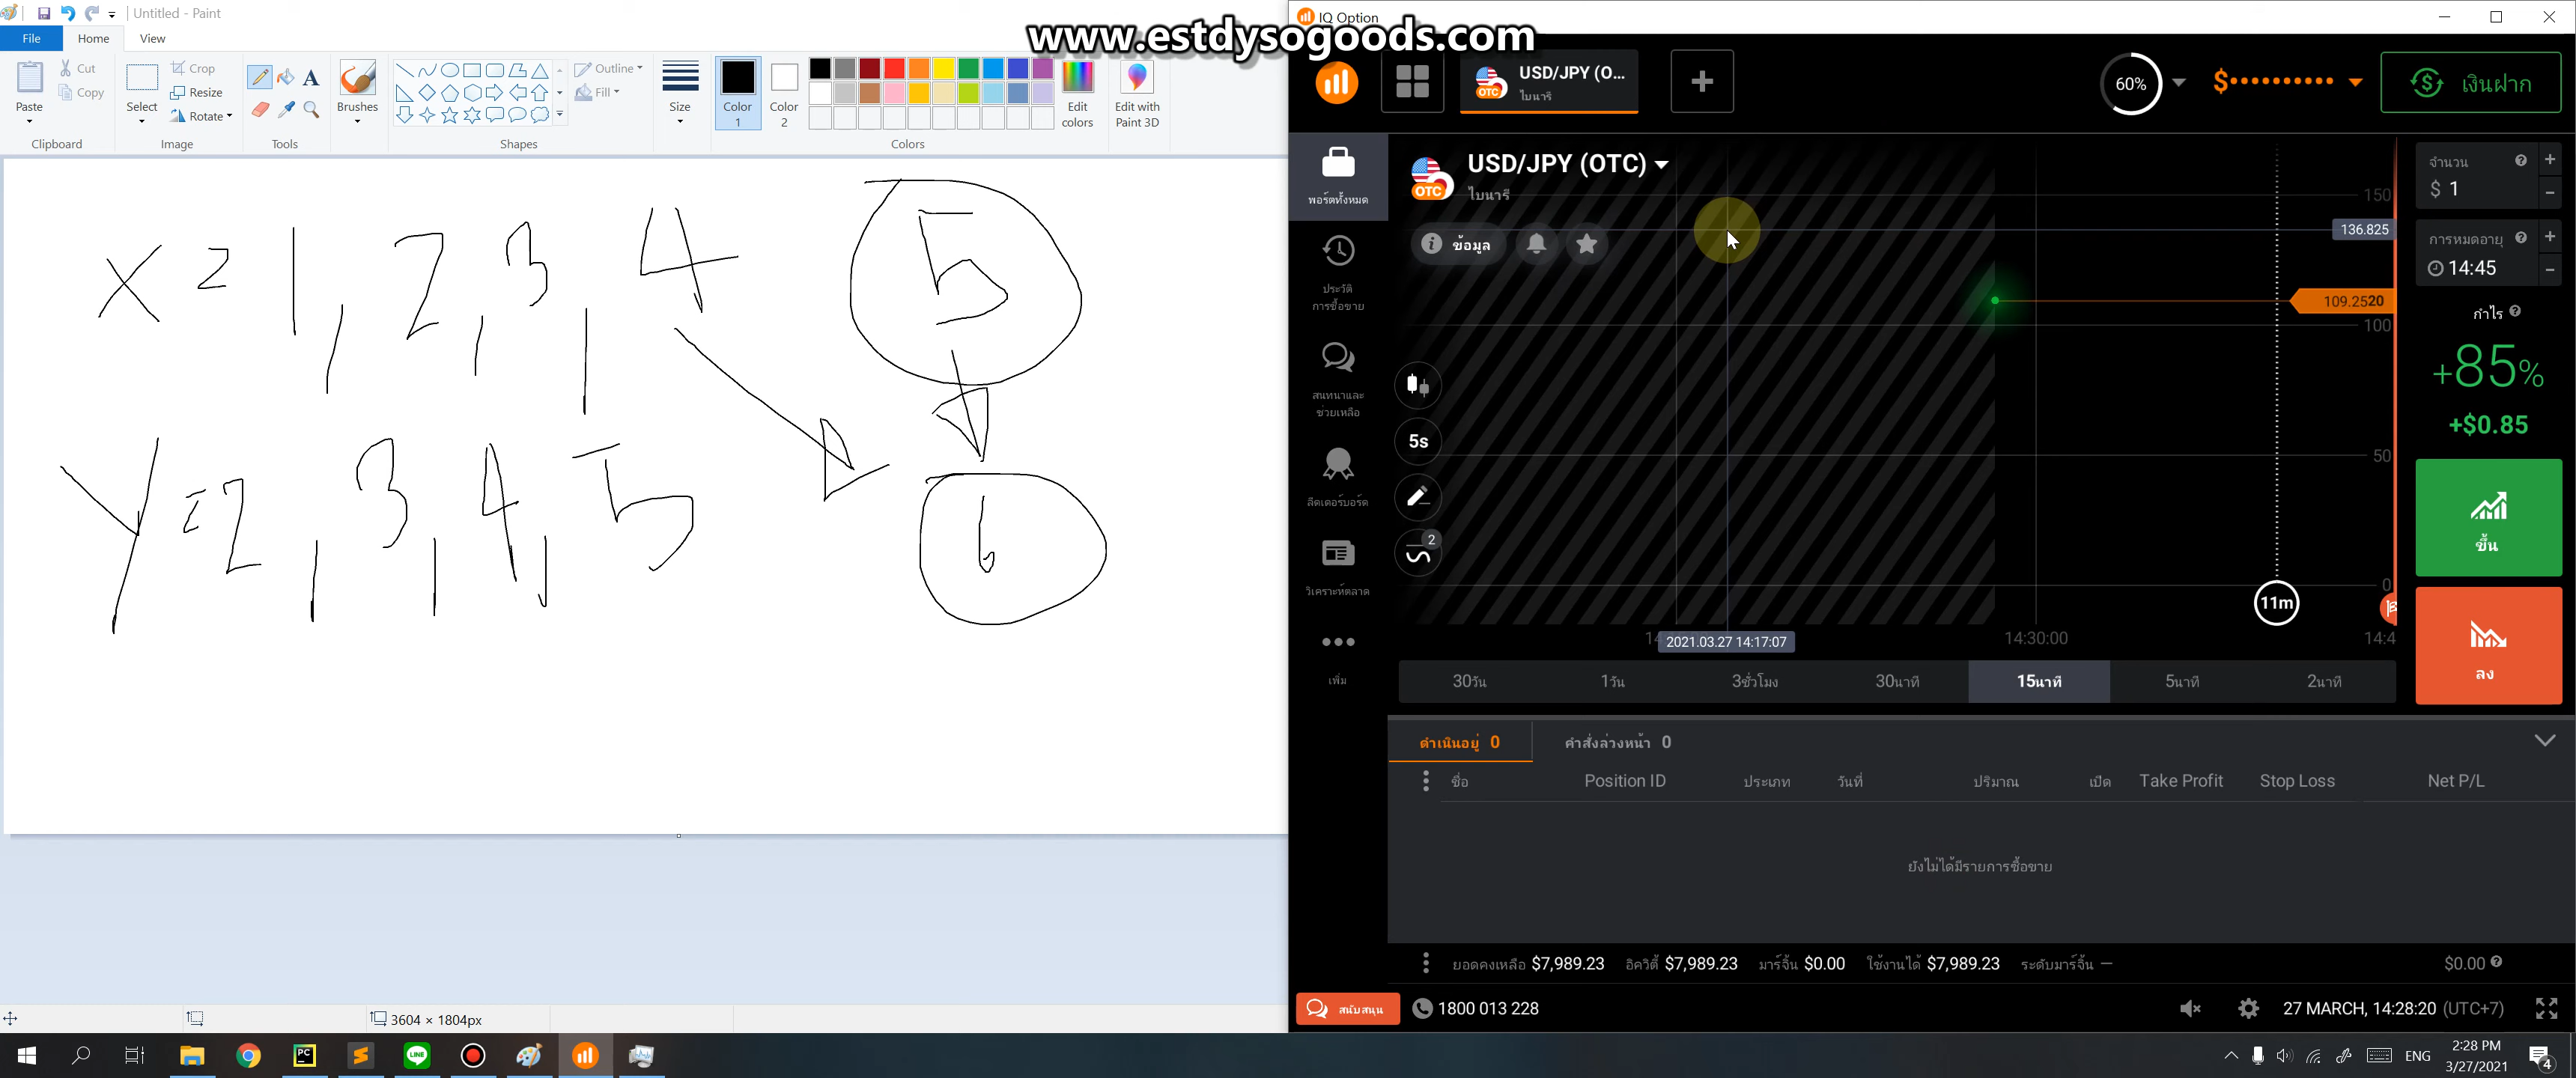 Untitled - Paint
www.estdysogoods.com
IQ Option
File
Home
View
Paste
Cut
Copy
Clipboard
Select
Crop
Resize
Rotate
Image
Tools
Brushes
Shapes
Outline
Fill
Size
Color 1
Color 2
Edit colors
Edit with Paint 3D
Colors
x = 1, 2, 3, 4
5
y = 2, 3, 4, 5
6
3604 × 1804px
USD/JPY (O...
ไบนารี
60%
เงินฝาก
พอร์ตทั้งหมด
ประวัติ
การซื้อขาย
สนทนาและ
ช่วยเหลือ
ลีดเดอร์บอร์ด
วิเคราะห์ตลาด
เพิ่ม
USD/JPY (OTC)
OTC
ไบนารี
ข้อมูล
5s
2
150
136.825
109.2520
100
50
0
11m
2021.03.27 14:17:07
14:30:00
14:4
30วัน
1วัน
3ชั่วโมง
30นาที
15นาที
5นาที
2นาที
จำนวน
$ 1
การหมดอายุ
14:45
กำไร
+85%
+$0.85
ขึ้น
ลง
ดำเนินอยู่ 0
คำสั่งล่วงหน้า 0
ชื่อ
Position ID
ประเภท
วันที่
ปริมาณ
เปิด
Take Profit
Stop Loss
Net P/L
ยังไม่ได้มีรายการซื้อขาย
ยอดคงเหลือ $7,989.23
อิควิตี้ $7,989.23
มาร์จิ้น $0.00
ใช้งานได้ $7,989.23
ระดับมาร์จิ้น —
$0.00
สนับสนุน
1800 013 228
27 MARCH, 14:28:20 (UTC+7)
ENG
2:28 PM
3/27/2021
4